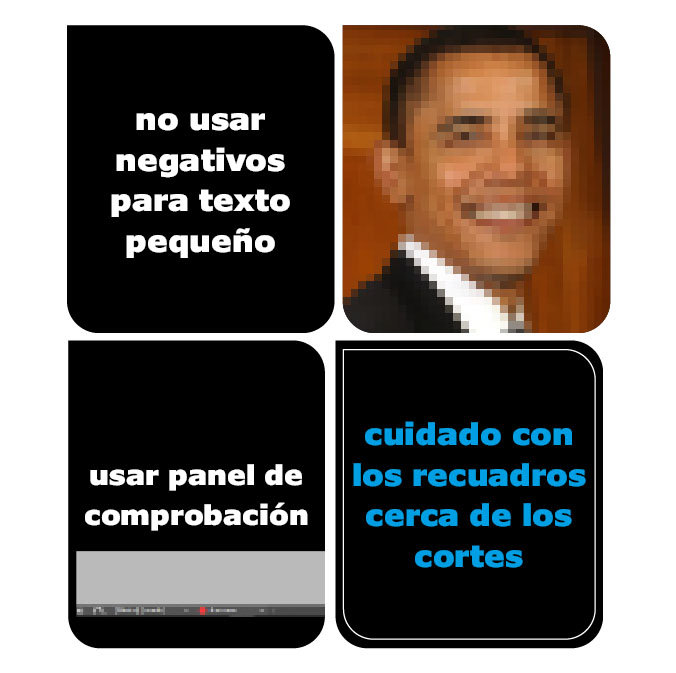 no usar
negativos
para texto
pequeño
usar panel de
comprobación
cuidado con
los recuadros
cerca de los
cortes